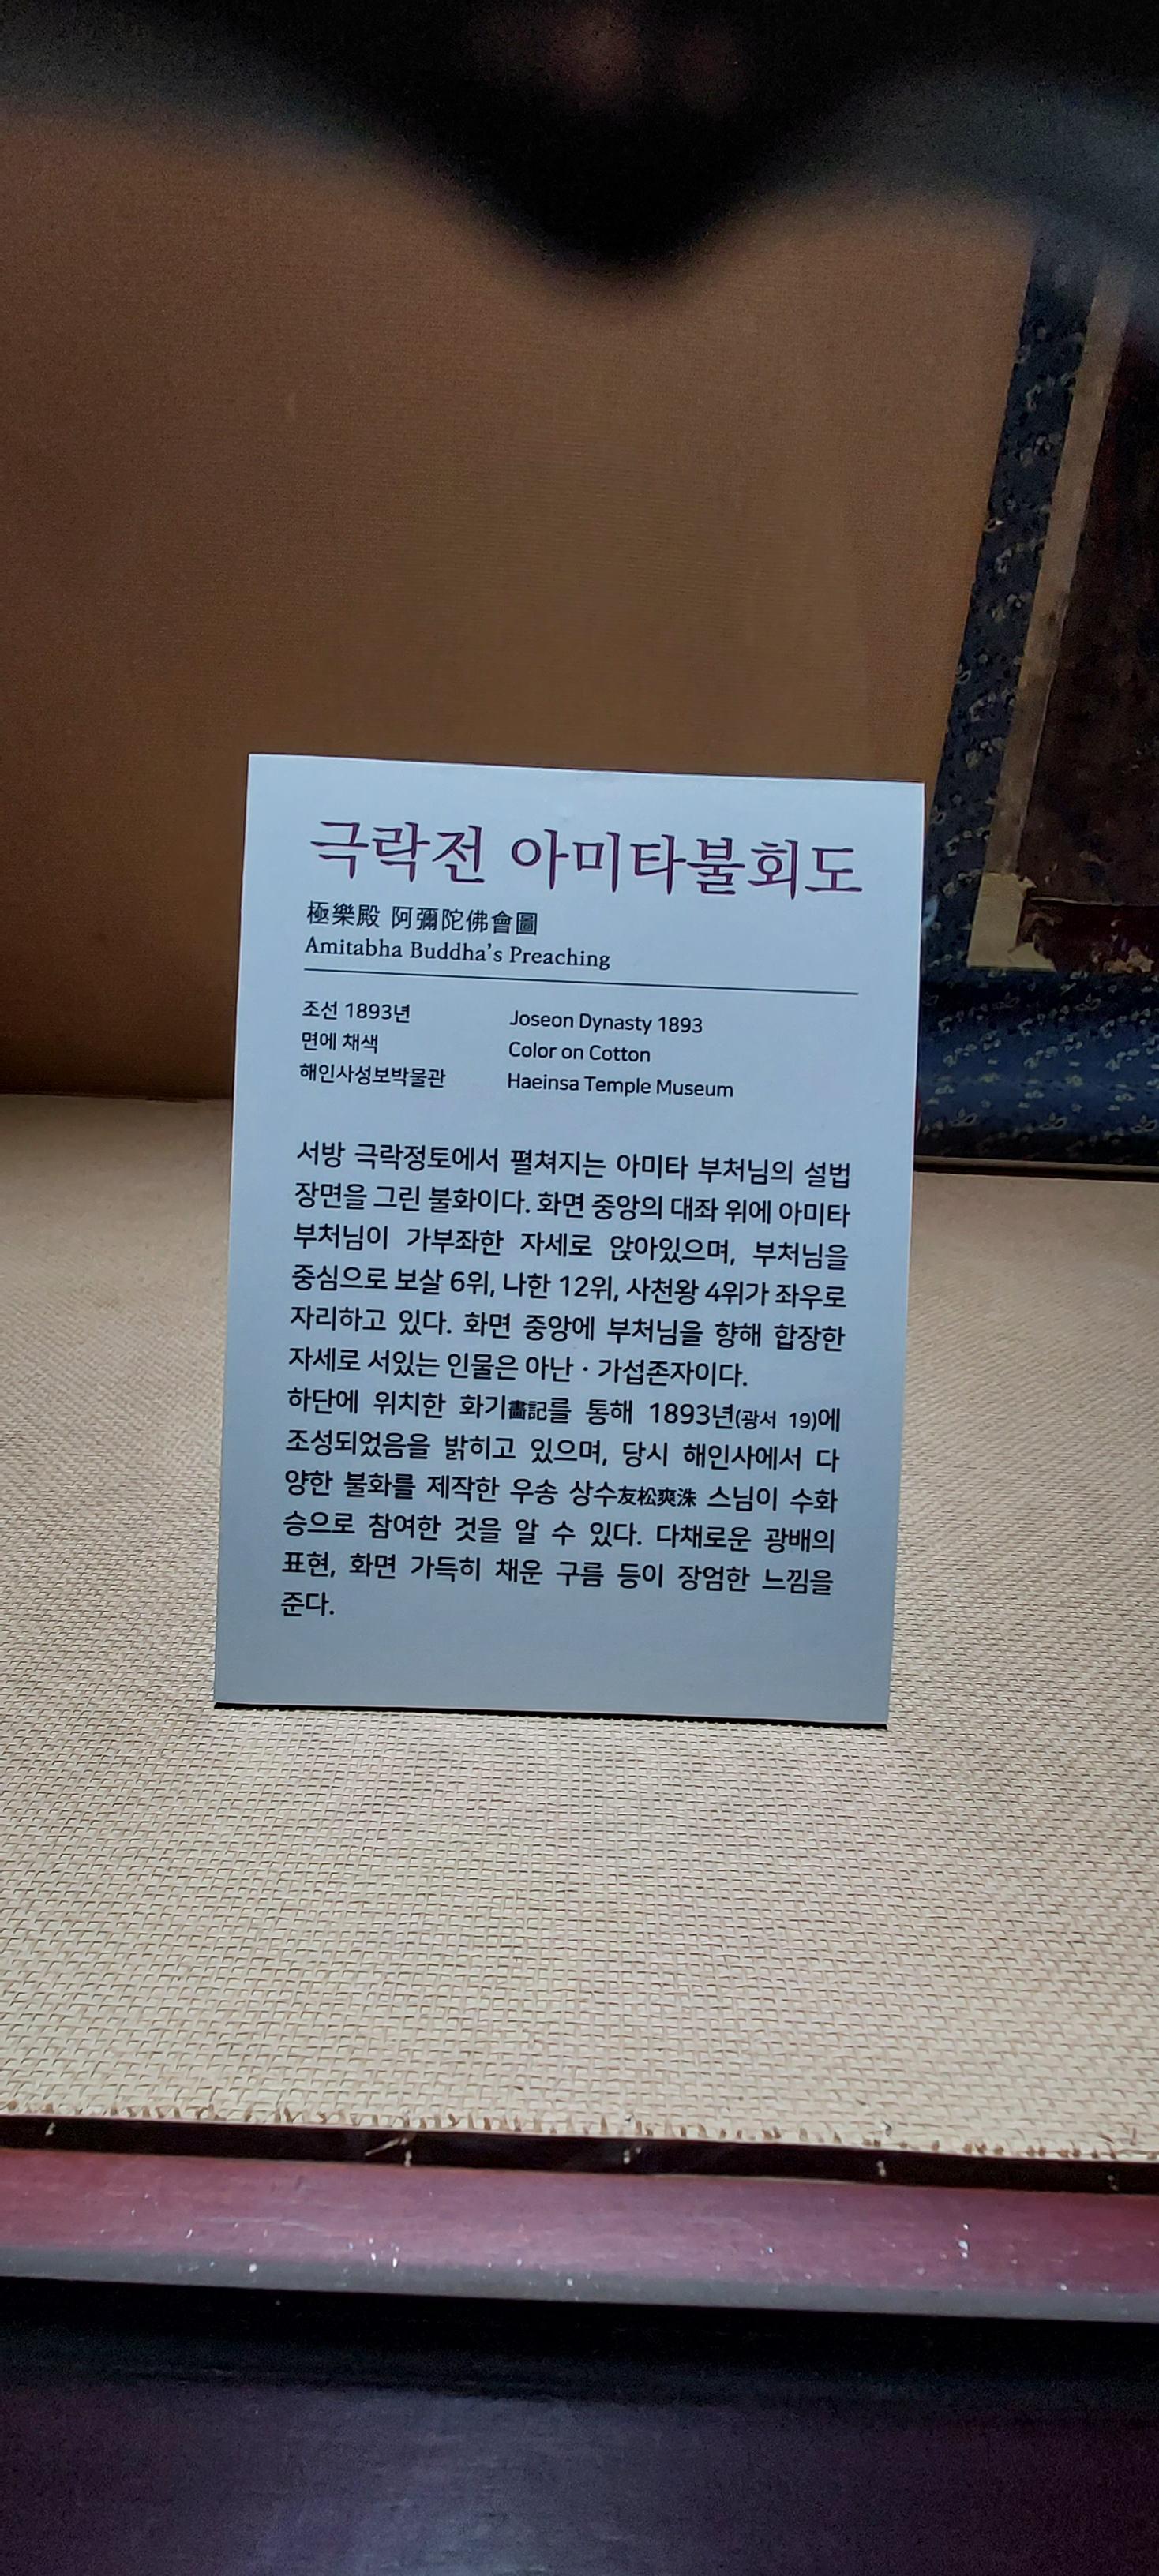 극락전 아미타불회도
極樂殿 阿彌陀佛會圖
Amitabha Buddha's Preaching
조선 1893년
면에 채색
해인사성보박물관
Joseon Dynasty 1893
Color on Cotton
Haeinsa Temple Museum
서방 극락정토에서 펼쳐지는 아미타 부처님의 설법
장면을 그린 불화이다. 화면 중앙의 대좌 위에 아미타
부처님이 가부좌한 자세로 앉아있으며, 부처님을
중심으로 보살 6위, 나한 12위, 사천왕 4위가 좌우로
자리하고 있다. 화면 중앙에 부처님을 향해 합장한
자세로 서있는 인물은 아난 · 가섭존자이다.
하단에 위치한 화기畵記를 통해 1893년(광서 19)에
조성되었음을 밝히고 있으며, 당시 해인사에서 다
양한 불화를 제작한 우송 상수友松爽洙 스님이 수화
승으로 참여한 것을 알 수 있다. 다채로운 광배의
표현, 화면 가득히 채운 구름 등이 장엄한 느낌을
준다.